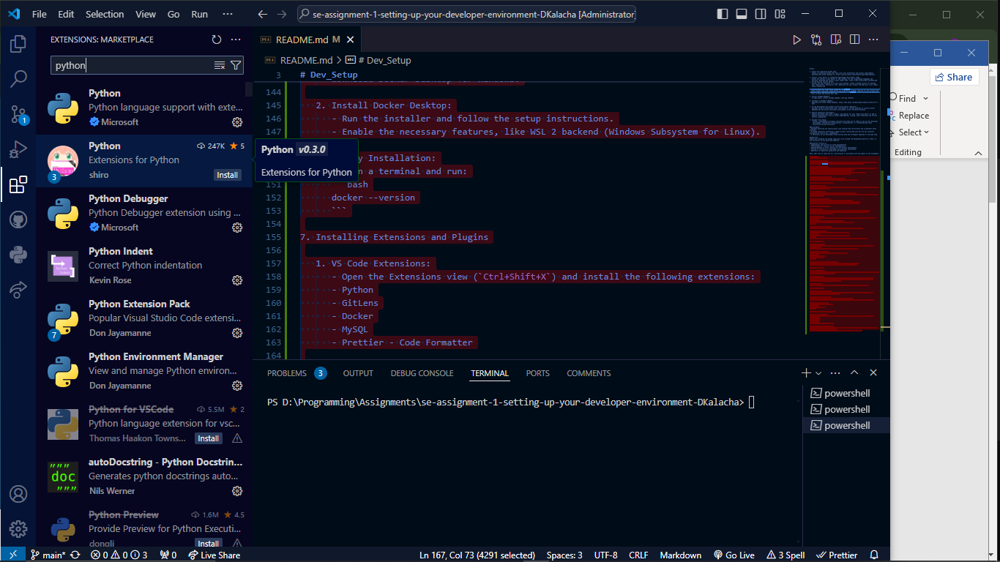 File Edit Selection View Go Run ···
se-assignment-1-setting-up-your-developer-environment-DKalacha [Administrator]
EXTENSIONS: MARKETPLACE
python
Python
Python language support with exte...
Microsoft
Python 247K 5
Extensions for Python
shiro Install
3
Python Debugger
Python Debugger extension using ...
Microsoft
Python Indent
Correct Python indentation
Kevin Rose
Python Extension Pack
Popular Visual Studio Code extensi...
Don Jayamanne
7
Python Environment Manager
View and manage Python environ...
Don Jayamanne
Python for VSCode 5.5M 2
Python language extension for vsc...
Thomas Haakon Towns... Install
autoDocstring - Python Docstrin...
Generates python docstrings auto...
Nils Werner
Python Preview 1.6M 4.5
Provide Preview for Python Executi...
dongli Install
1
README.md M
README.md > # Dev_Setup
3 # Dev_Setup
144
145 2. Install Docker Desktop:
146 - Run the installer and follow the setup instructions.
147 - Enable the necessary features, like WSL 2 backend (Windows Subsystem for Linux).
Python v0.3.0
Extensions for Python
y Installation:
n a terminal and run:
151 bash
152 docker --version
153 ```
154
155 7. Installing Extensions and Plugins
156
157 1. VS Code Extensions:
158 - Open the Extensions view (`Ctrl+Shift+X`) and install the following extensions:
159 - Python
160 - GitLens
161 - Docker
162 - MySQL
163 - Prettier - Code Formatter
164
PROBLEMS 3 OUTPUT DEBUG CONSOLE TERMINAL PORTS COMMENTS
PS D:\Programming\Assignments\se-assignment-1-setting-up-your-developer-environment-DKalacha>
powershell
powershell
powershell
main* 0 0 3 0 Live Share Ln 167, Col 73 (4291 selected) Spaces: 3 UTF-8 CRLF Markdown Go Live 3 Spell Prettier
Share
Find
Replace
Select
Editing